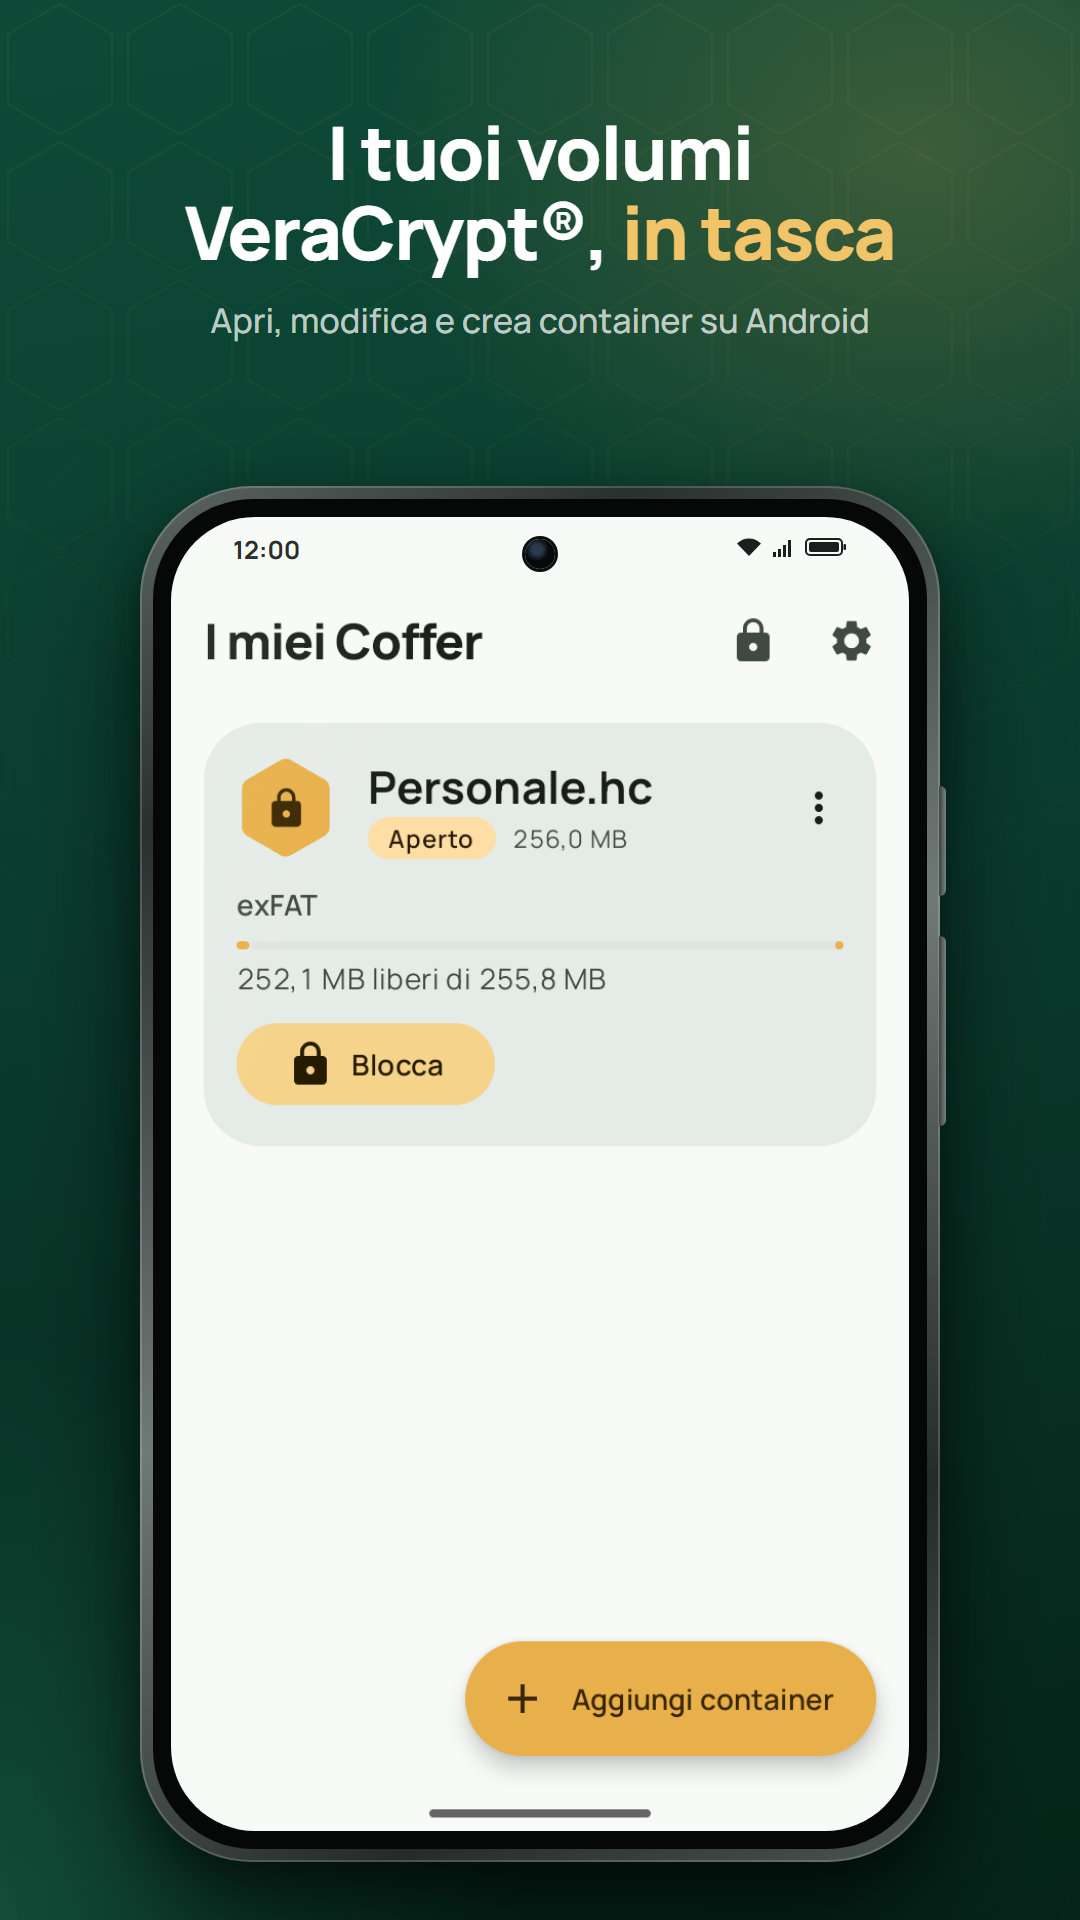 I tuoi volumi
VeraCrypt®, in tasca
Apri, modifica e crea container su Android
12:00
I miei Coffer
Personale.hc
Aperto 256,0 MB
exFAT
252,1 MB liberi di 255,8 MB
Blocca
Aggiungi container